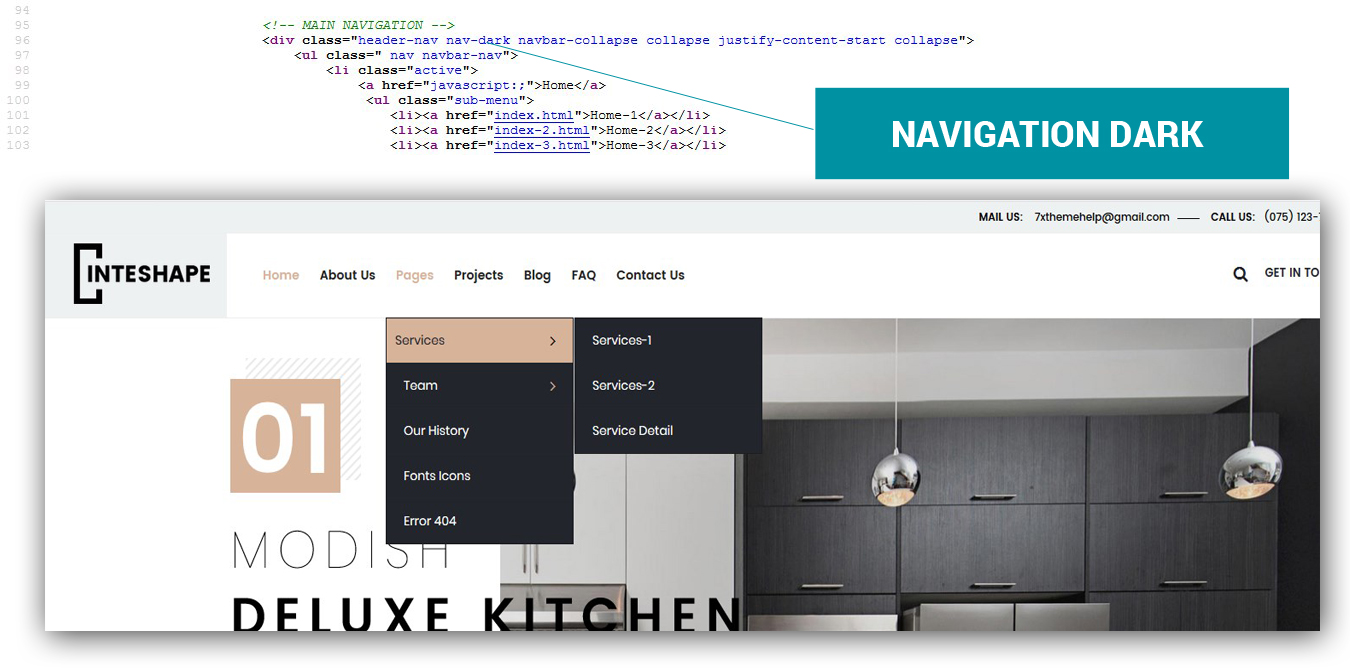 94
95 <!-- MAIN NAVIGATION -->
96 <div class="header-nav nav-dark navbar-collapse collapse justify-content-start collapse">
97 <ul class=" nav navbar-nav">
98 <li class="active">
99 <a href="javascript:;">Home</a>
100 <ul class="sub-menu">
101 <li><a href="index.html">Home-1</a></li>
102 <li><a href="index-2.html">Home-2</a></li>
103 <li><a href="index-3.html">Home-3</a></li>
NAVIGATION DARK
MAIL US: 7xthemehelp@gmail.com CALL US: (075) 123-
INTESHAPE
Home About Us Pages Projects Blog FAQ Contact Us GET IN TO
Services Services-1
Team Services-2
Our History Service Detail
Fonts Icons
Error 404
01
MODISH
DELUXE KITCHEN